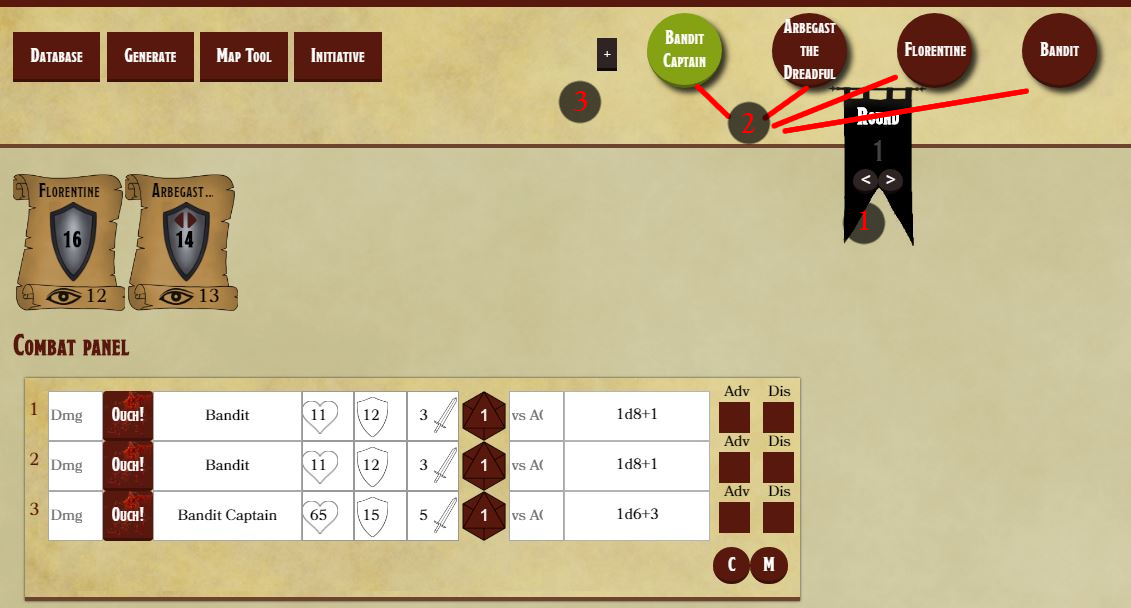 DATABASE
GENERATE
MAP TOOL
INITIATIVE
+
BANDIT
CAPTAIN
ARBEGAST
THE
DREADFUL
FLORENTINE
BANDIT
3
2
ROUND
1
< >
1
FLORENTINE
16
12
ARBEGAST...
14
13
COMBAT PANEL
Adv Dis
1 Dmg OUCH! Bandit 11 12 3 1 vs AC 1d8+1
Adv Dis
2 Dmg OUCH! Bandit 11 12 3 1 vs AC 1d8+1
Adv Dis
3 Dmg OUCH! Bandit Captain 65 15 5 1 vs AC 1d6+3
C M